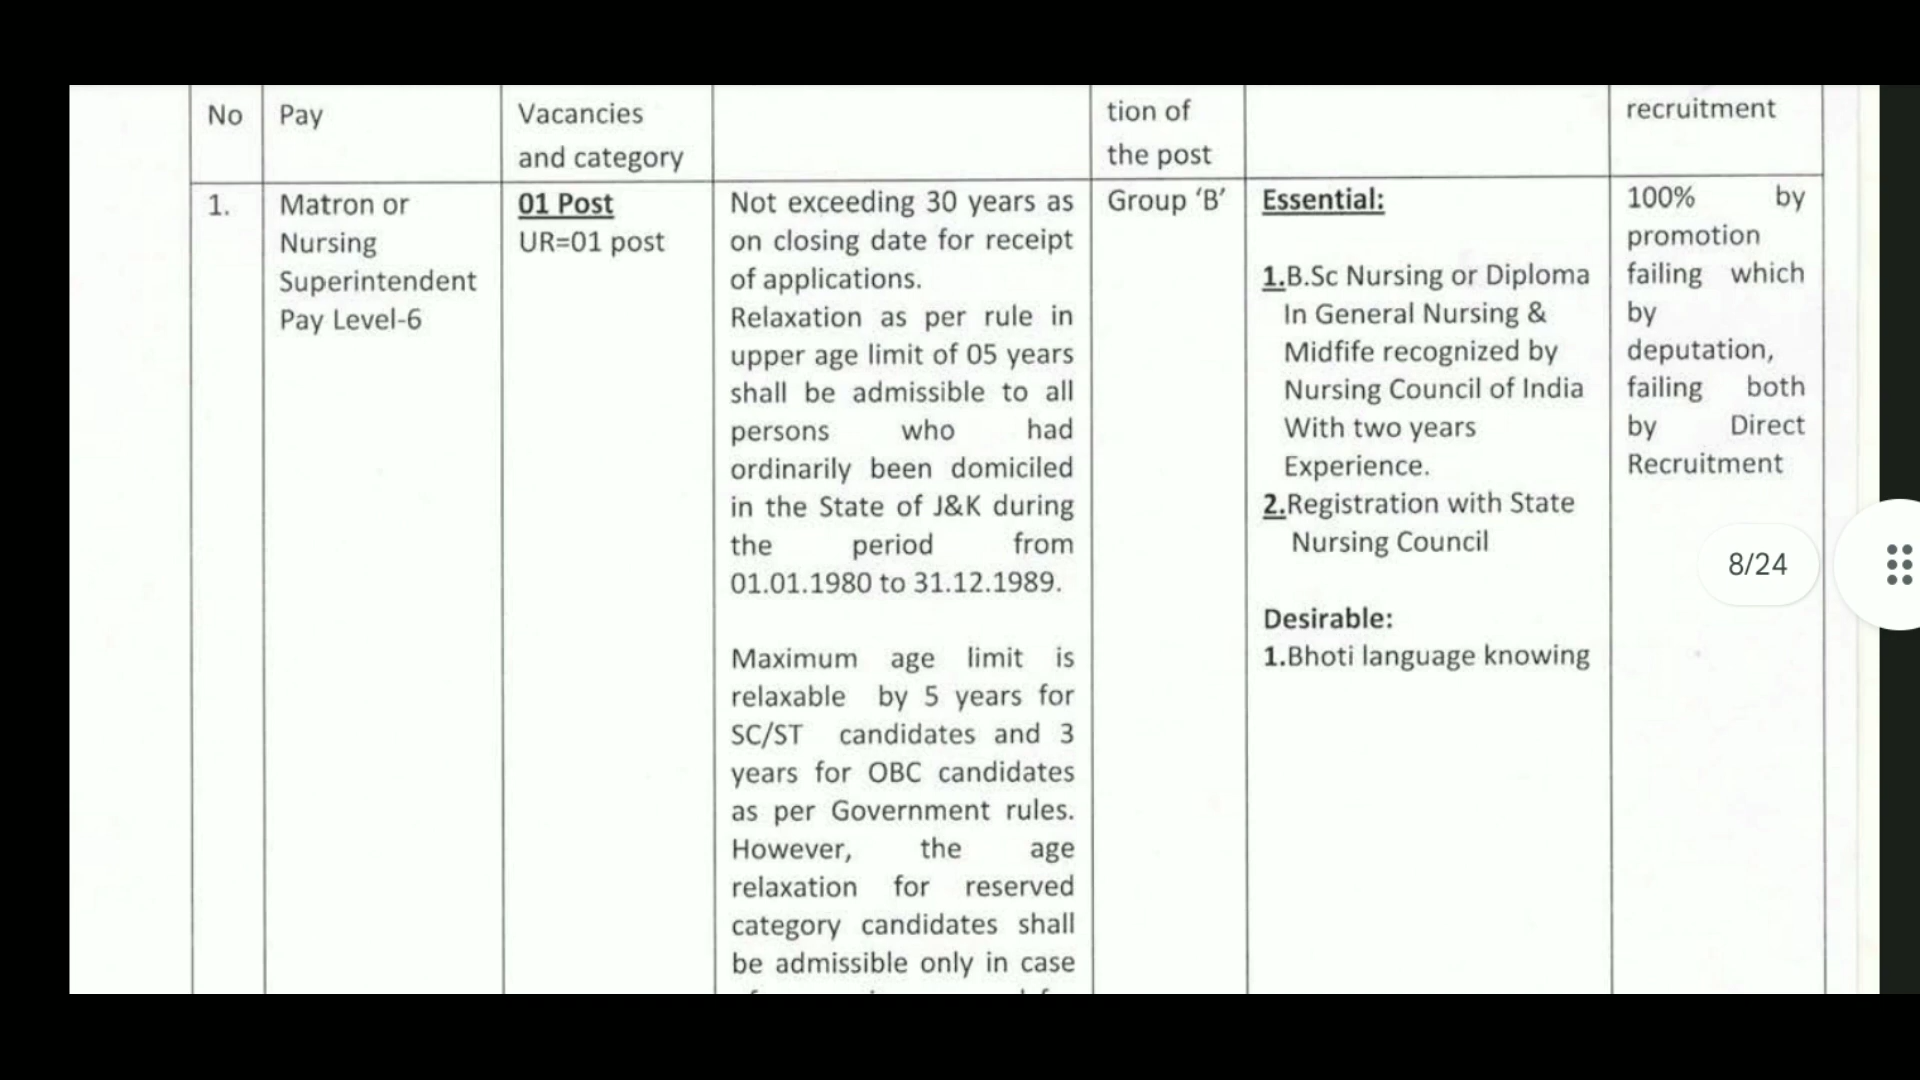 No
Pay
Vacancies
and category
tion of
the post
recruitment
1.
Matron or
Nursing
Superintendent
Pay Level-6
01 Post
UR=01 post
Not exceeding 30 years as
on closing date for receipt
of applications.
Relaxation as per rule in
upper age limit of 05 years
shall be admissible to all
persons who had
ordinarily been domiciled
in the State of J&K during
the period from
01.01.1980 to 31.12.1989.
Maximum age limit is
relaxable by 5 years for
SC/ST candidates and 3
years for OBC candidates
as per Government rules.
However, the age
relaxation for reserved
category candidates shall
be admissible only in case
Group ‘B’
Essential:
1.B.Sc Nursing or Diploma
In General Nursing &
Midfife recognized by
Nursing Council of India
With two years
Experience.
2.Registration with State
Nursing Council
Desirable:
1.Bhoti language knowing
100% by
promotion
failing which
by
deputation,
failing both
by Direct
Recruitment
8/24